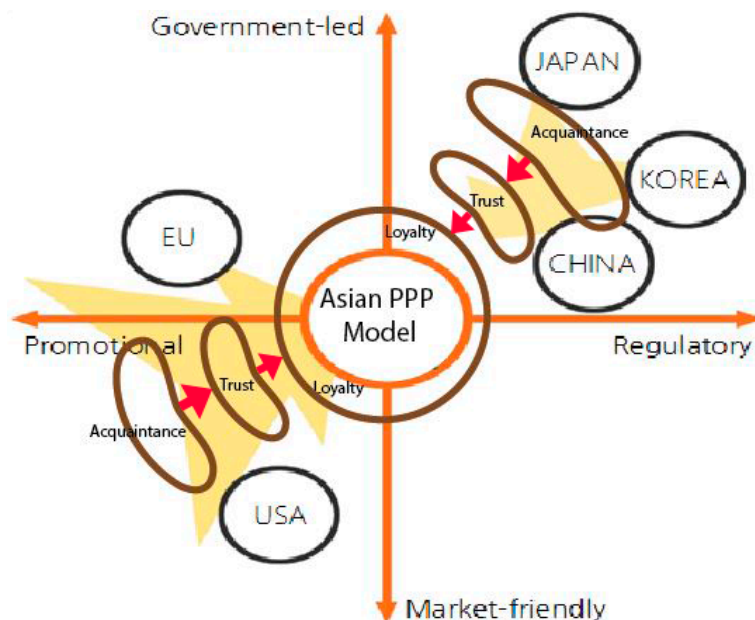 Government-led
JAPAN
Acquaintance
KOREA
Trust
EU
Loyalty
CHINA
Asian PPP
Model
Promotional
Regulatory
Trust
Loyalty
Acquaintance
USA
Market-friendly